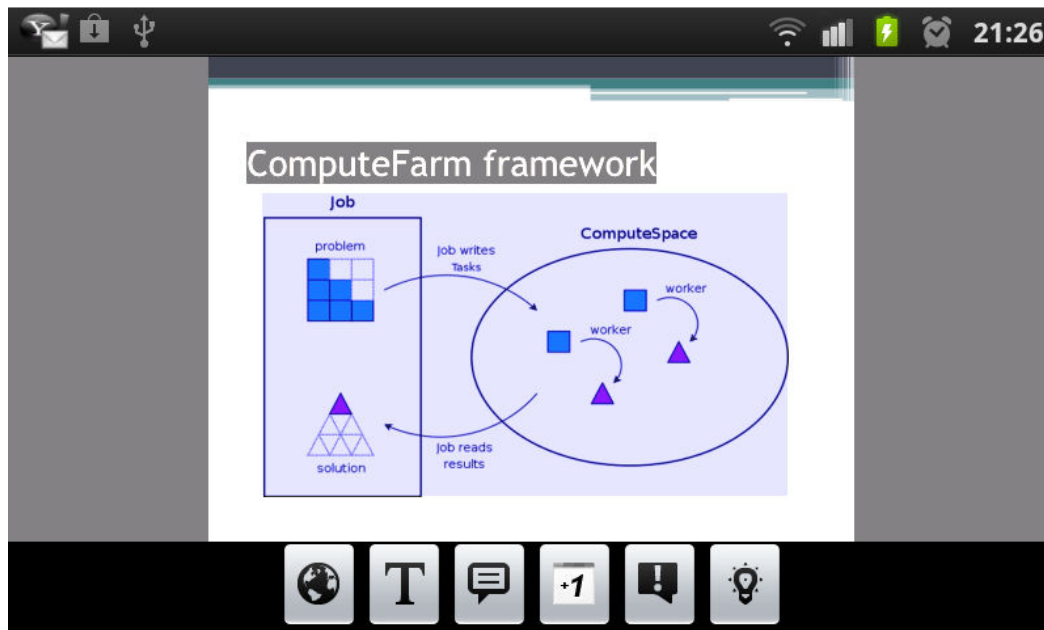 21:26
ComputeFarm framework
Job
problem
Job writes
Tasks
ComputeSpace
worker
worker
Job reads
results
solution
T
+1